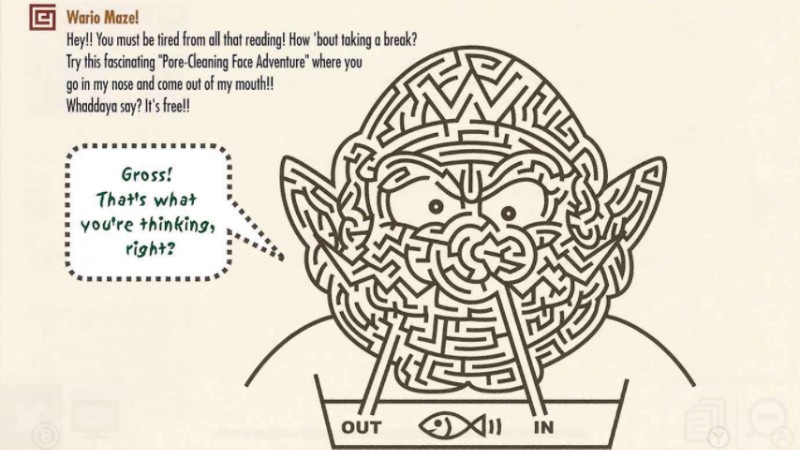 Wario Maze!
Hey!! You must be tired from all that reading! How 'bout taking a break?
Try this fascinating "Pore-Cleaning Face Adventure" where you
go in my nose and come out of my mouth!!
Whaddaya say? It's free!!
Gross!
That's what
you're thinking,
right?
W
OUT IN
B Y A